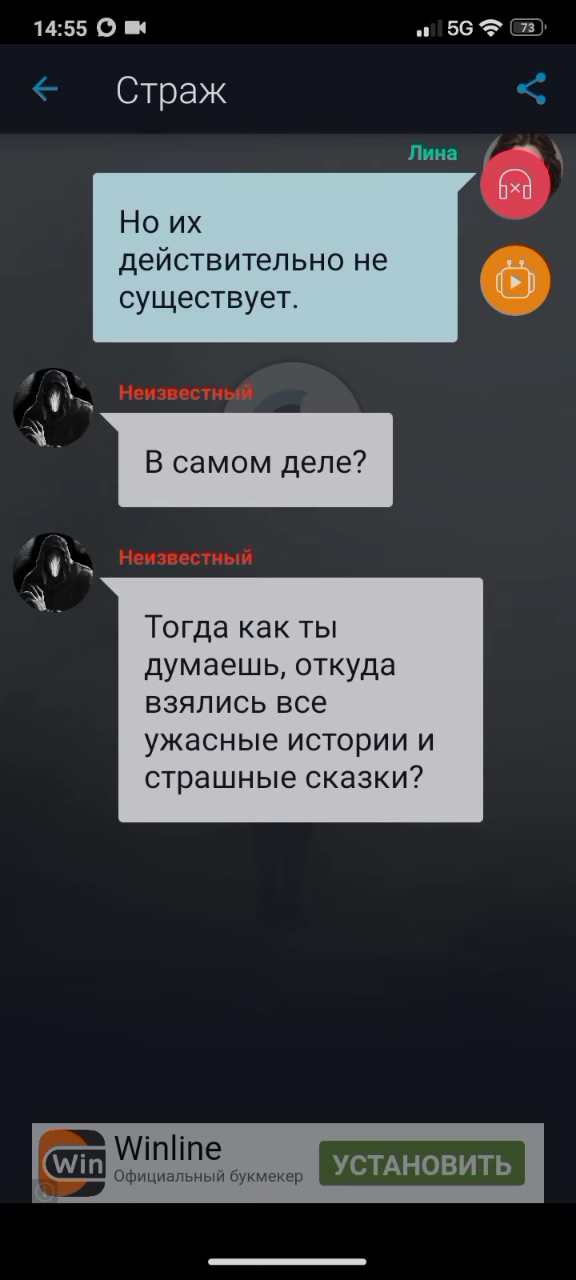 14:55
5G
73
Страж
Лина
Но их
действительно не
существует.
Неизвестный
В самом деле?
Неизвестный
Тогда как ты
думаешь, откуда
взялись все
ужасные истории и
страшные сказки?
Win
Winline
Официальный букмекер
УСТАНОВИТЬ